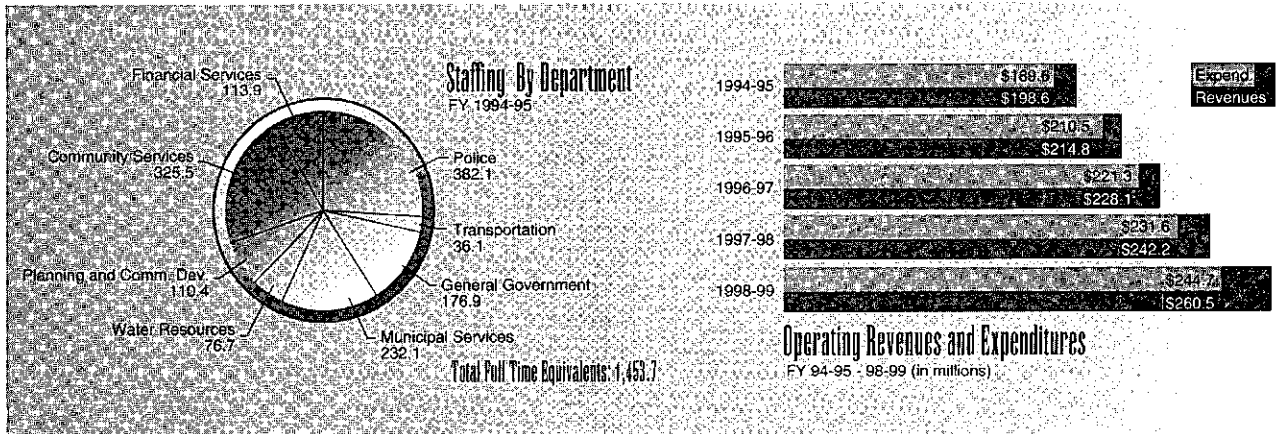 Staffing By Department
FY 1994-95
Financial Services
113.9
Community Services
325.5
Planning and Comm. Dev.
110.4
Water Resources
76.7
Police
382.1
Transportation
36.1
General Government
176.9
Municipal Services
232.1
Total Full Time Equivalents: 1,453.7
Expend.
Revenues
1994-95
$189.6
$198.6
1995-96
$210.5
$214.8
1996-97
$221.3
$228.1
1997-98
$231.6
$242.2
1998-99
$244.7
$260.5
Operating Revenues and Expenditures
FY 94-95 - 98-99 (in millions)